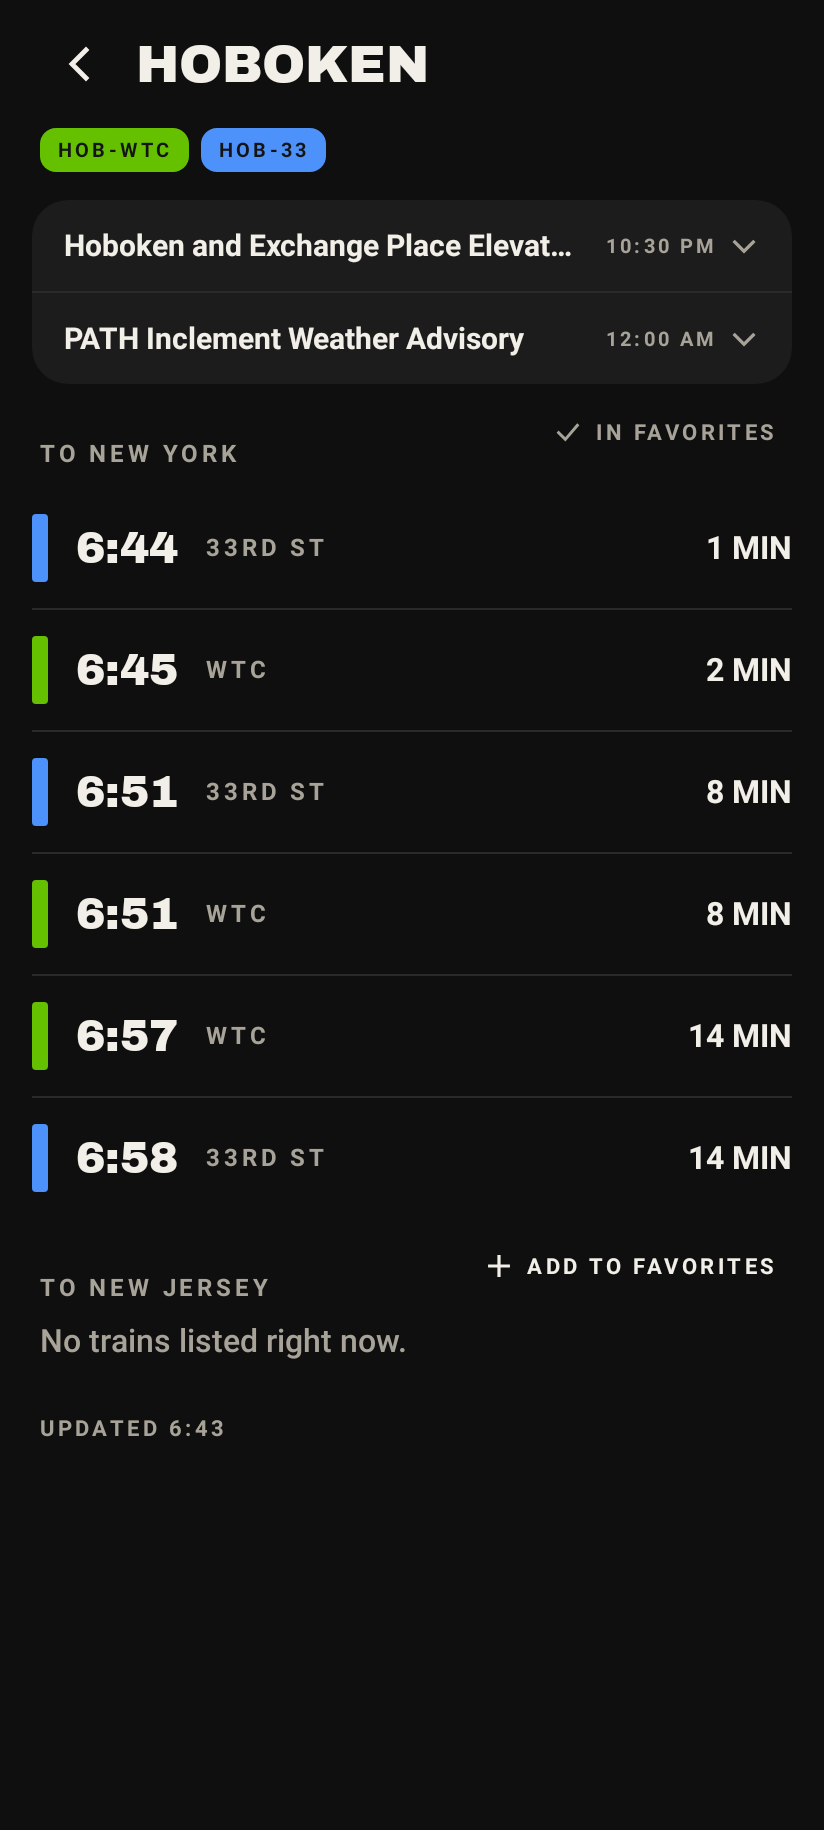 HOBOKEN
HOB-WTC HOB-33
Hoboken and Exchange Place Elevat... 10:30 PM
PATH Inclement Weather Advisory 12:00 AM
IN FAVORITES
TO NEW YORK
6:44 33RD ST 1 MIN
6:45 WTC 2 MIN
6:51 33RD ST 8 MIN
6:51 WTC 8 MIN
6:57 WTC 14 MIN
6:58 33RD ST 14 MIN
ADD TO FAVORITES
TO NEW JERSEY
No trains listed right now.
UPDATED 6:43